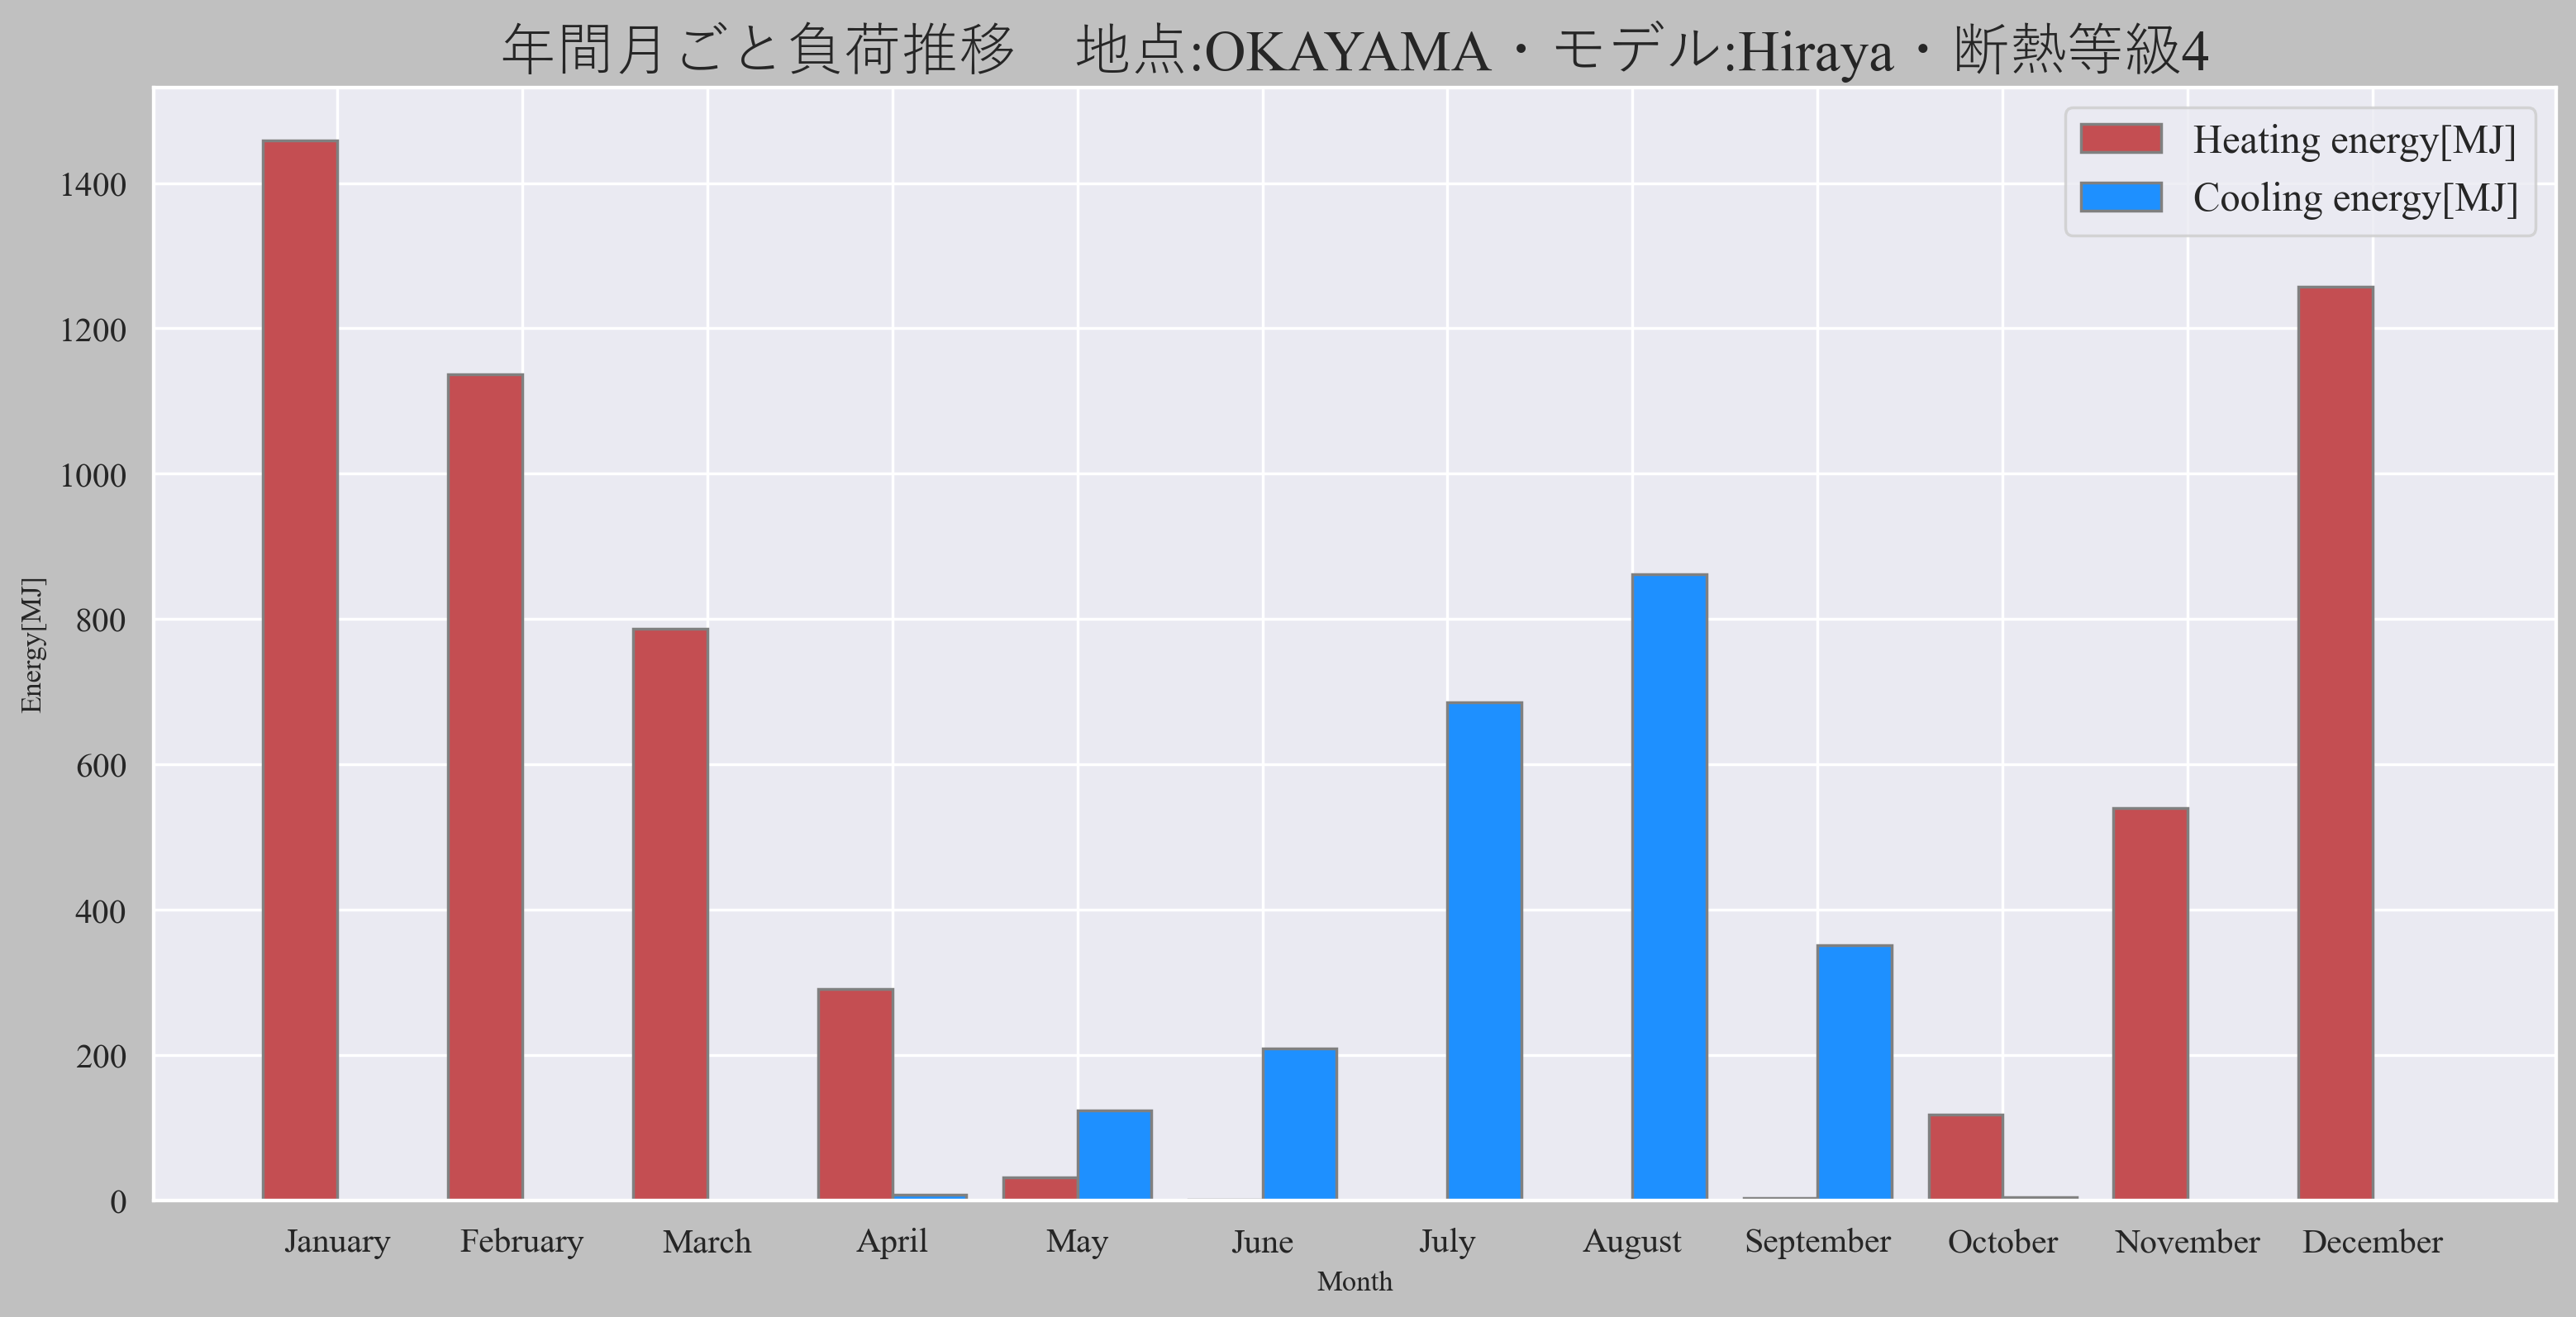 年間月ごと負荷推移　地点:OKAYAMA・モデル:Hiraya・断熱等級4
Heating energy[MJ]
Cooling energy[MJ]
Energy[MJ]
1400
1200
1000
800
600
400
200
0
January February March April May June July August September October November December
Month